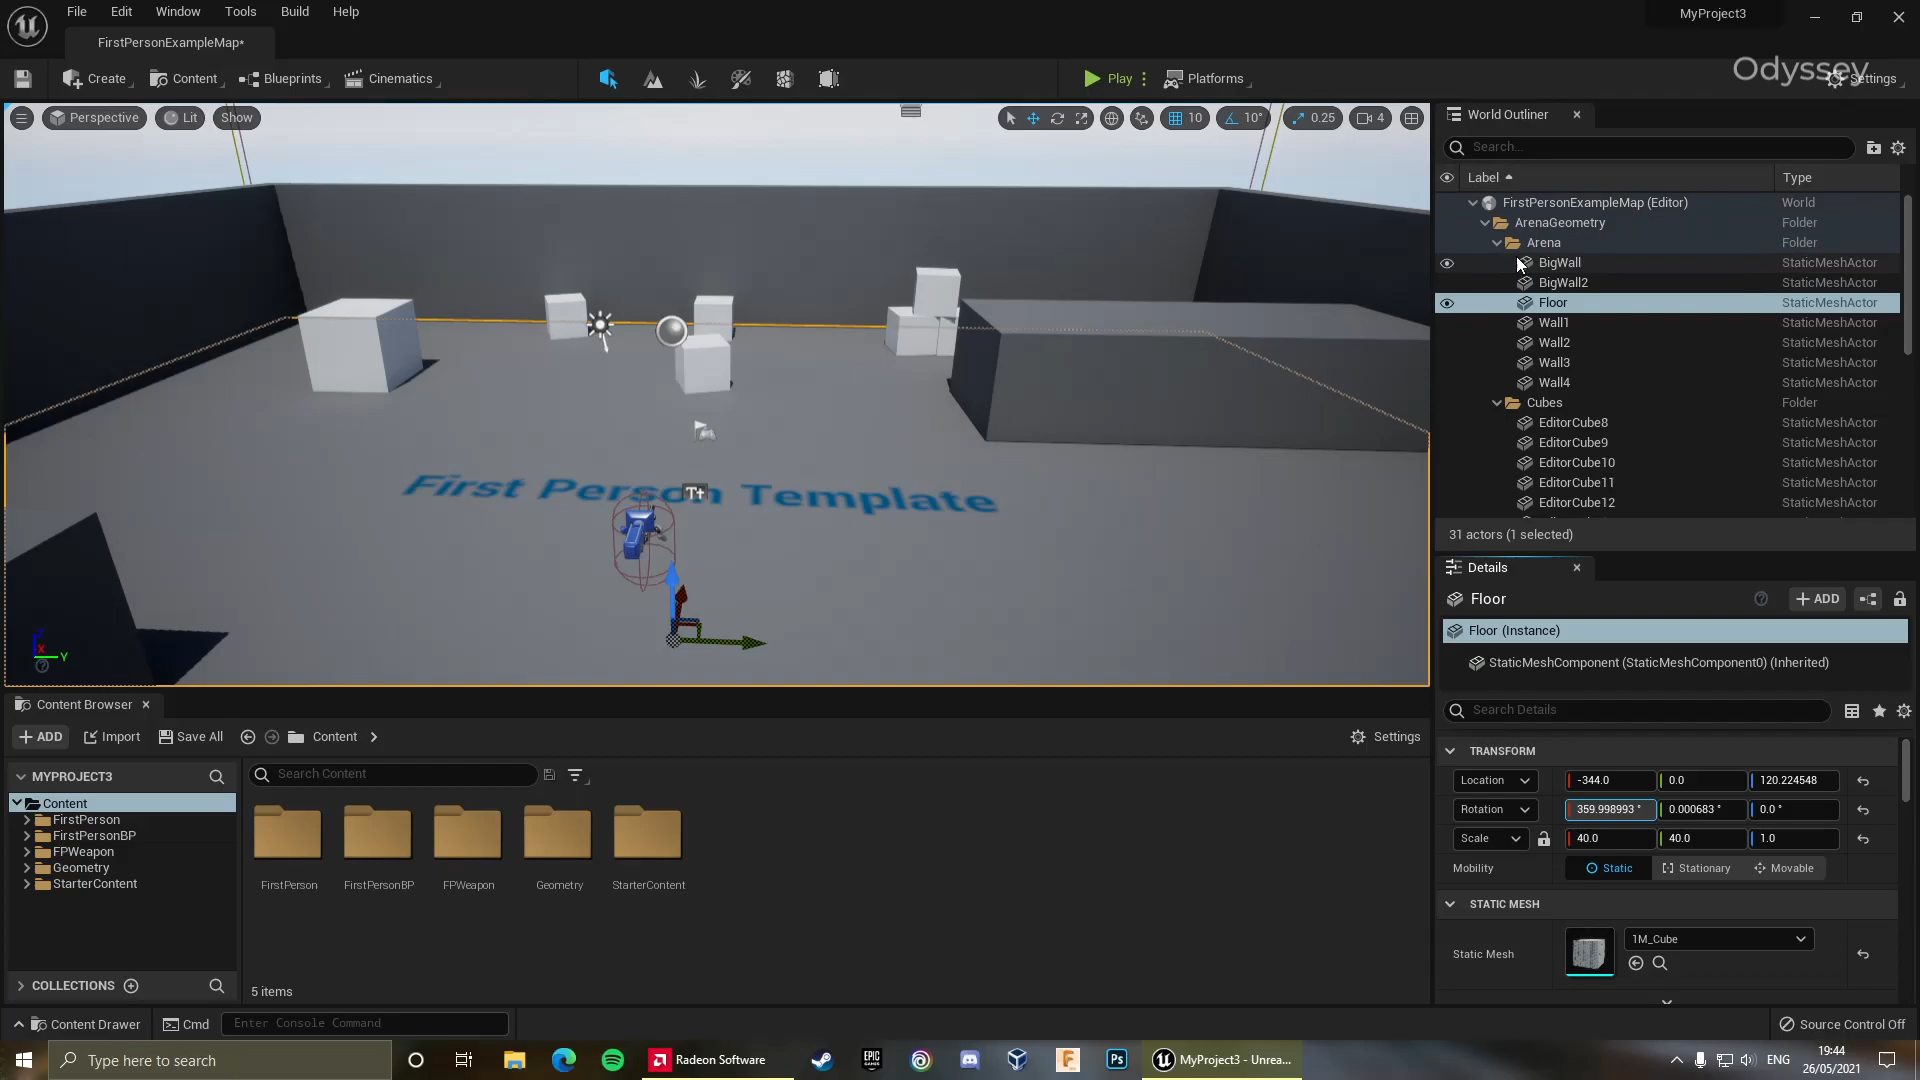 File Edit Window Tools Build Help
MyProject3
FirstPersonExampleMap*
Create Content Blueprints Cinematics Play Platforms Settings
Odyssey
Perspective Lit Show 10 10° 0.25 4
First Person Template
Tt
Z
X
Y
World Outliner
Search...
Label Type
FirstPersonExampleMap (Editor) World
ArenaGeometry Folder
Arena Folder
BigWall StaticMeshActor
BigWall2 StaticMeshActor
Floor StaticMeshActor
Wall1 StaticMeshActor
Wall2 StaticMeshActor
Wall3 StaticMeshActor
Wall4 StaticMeshActor
Cubes Folder
EditorCube8 StaticMeshActor
EditorCube9 StaticMeshActor
EditorCube10 StaticMeshActor
EditorCube11 StaticMeshActor
EditorCube12 StaticMeshActor
31 actors (1 selected)
Details
Floor + ADD
Floor (Instance)
StaticMeshComponent (StaticMeshComponent0) (Inherited)
Search Details
TRANSFORM
Location -344.0 0.0 120.224548
Rotation 359.998993 ° 0.000683 ° 0.0 °
Scale 40.0 40.0 1.0
Mobility Static Stationary Movable
STATIC MESH
Static Mesh 1M_Cube
Content Browser
+ ADD Import Save All Content Settings
MYPROJECT3
Search Content
Content
FirstPerson
FirstPersonBP
FPWeapon
Geometry
StarterContent
FirstPerson FirstPersonBP FPWeapon Geometry StarterContent
COLLECTIONS
5 items
Content Drawer Cmd Enter Console Command Source Control Off
Type here to search
Radeon Software
EPIC GAMES
Ps
MyProject3 - Unrea...
ENG
19:44
26/05/2021